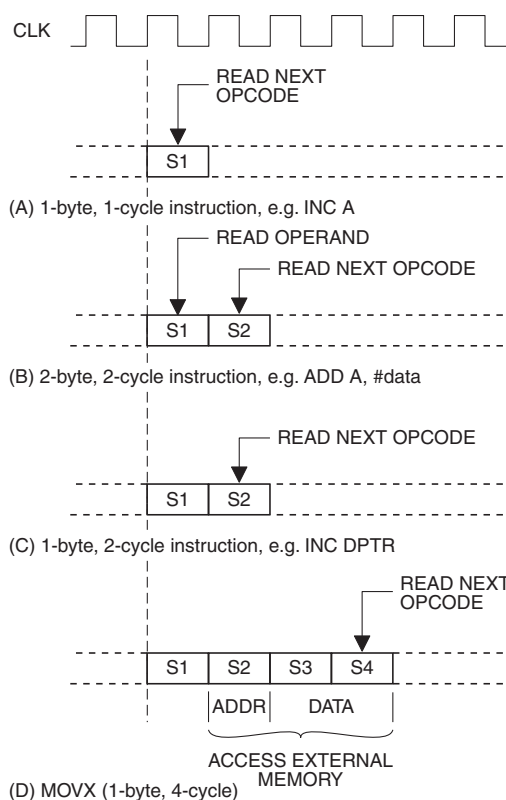 CLK
READ NEXT
OPCODE
S1
(A) 1-byte, 1-cycle instruction, e.g. INC A
READ OPERAND
READ NEXT OPCODE
S1 S2
(B) 2-byte, 2-cycle instruction, e.g. ADD A, #data
READ NEXT OPCODE
S1 S2
(C) 1-byte, 2-cycle instruction, e.g. INC DPTR
READ NEXT
OPCODE
S1 S2 S3 S4
ADDR DATA
ACCESS EXTERNAL
MEMORY
(D) MOVX (1-byte, 4-cycle)